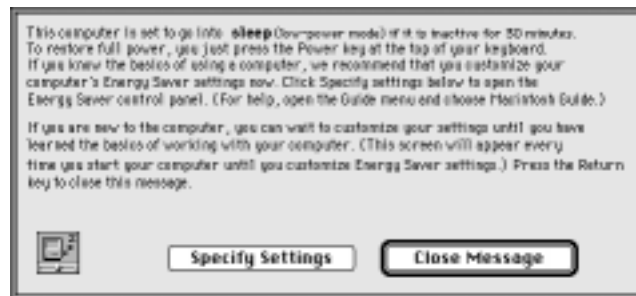 This computer is set to go into sleep (low-power mode) if it is inactive for 30 minutes.
To restore full power, you just press the Power key at the top of your keyboard.
If you know the basics of using a computer, we recommend that you customize your
computer's Energy Saver settings now. Click Specify settings below to open the
Energy Saver control panel. (For help, open the Guide menu and choose Macintosh Guide.)
If you are new to the computer, you can wait to customize your settings until you have
learned the basics of working with your computer. (This screen will appear every
time you start your computer until you customize Energy Saver settings.) Press the Return
key to close this message.
Specify Settings
Close Message